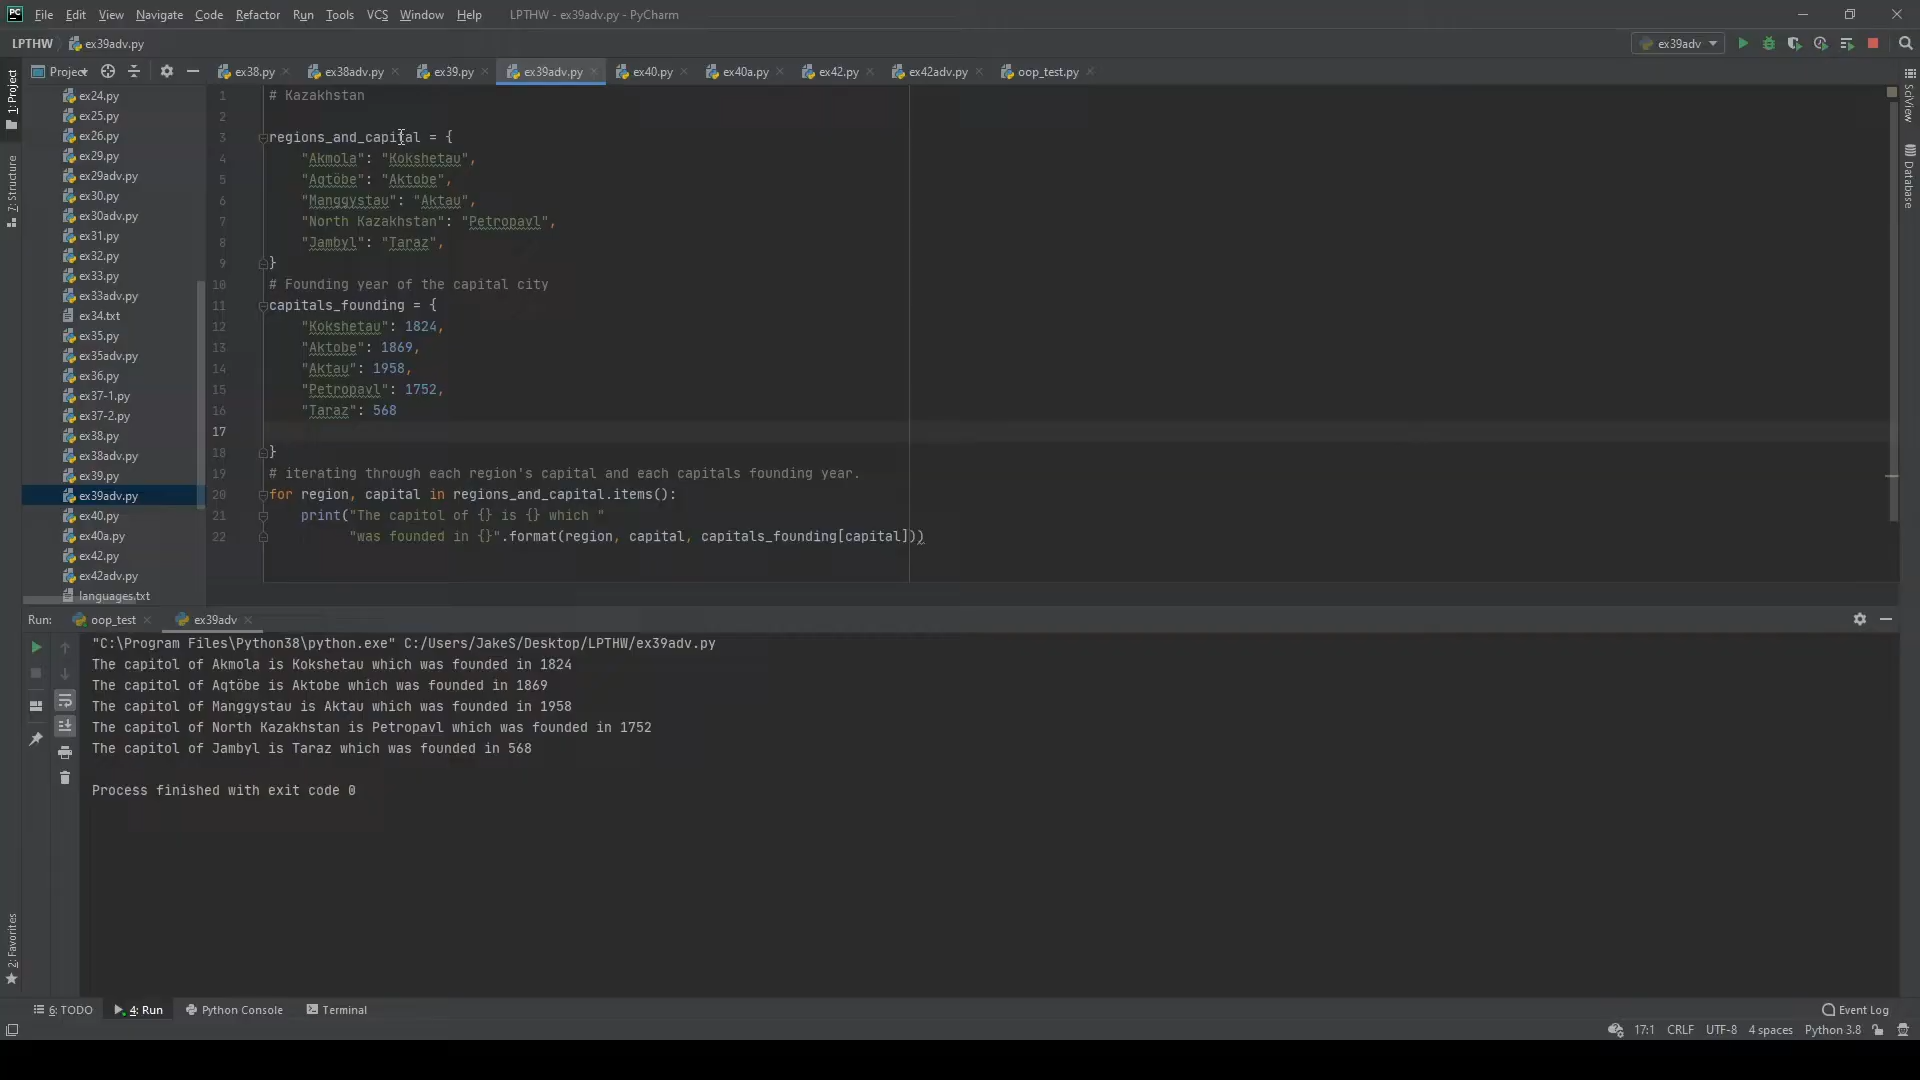 File Edit View Navigate Code Refactor Run Tools VCS Window Help LPTHW - ex39adv.py - PyCharm
LPTHW ex39adv.py ex39adv
1: Project
Project
ex38.py ex38adv.py ex39.py ex39adv.py ex40.py ex40a.py ex42.py ex42adv.py oop_test.py
SciView
Database
7: Structure
2: Favorites
ex24.py
ex25.py
ex26.py
ex29.py
ex29adv.py
ex30.py
ex30adv.py
ex31.py
ex32.py
ex33.py
ex33adv.py
ex34.txt
ex35.py
ex35adv.py
ex36.py
ex37-1.py
ex37-2.py
ex38.py
ex38adv.py
ex39.py
ex39adv.py
ex40.py
ex40a.py
ex42.py
ex42adv.py
languages.txt
1 # Kazakhstan
2
3 regions_and_capital = {
4 "Akmola": "Kokshetau",
5 "Aqtöbe": "Aktobe",
6 "Manggystau": "Aktau",
7 "North Kazakhstan": "Petropavl",
8 "Jambyl": "Taraz",
9 }
10 # Founding year of the capital city
11 capitals_founding = {
12 "Kokshetau": 1824,
13 "Aktobe": 1869,
14 "Aktau": 1958,
15 "Petropavl": 1752,
16 "Taraz": 568
17
18 }
19 # iterating through each region's capital and each capitals founding year.
20 for region, capital in regions_and_capital.items():
21 print("The capitol of {} is {} which "
22 "was founded in {}".format(region, capital, capitals_founding[capital]))
Run: oop_test ex39adv
"C:\Program Files\Python38\python.exe" C:/Users/JakeS/Desktop/LPTHW/ex39adv.py
The capitol of Akmola is Kokshetau which was founded in 1824
The capitol of Aqtöbe is Aktobe which was founded in 1869
The capitol of Manggystau is Aktau which was founded in 1958
The capitol of North Kazakhstan is Petropavl which was founded in 1752
The capitol of Jambyl is Taraz which was founded in 568
Process finished with exit code 0
6: TODO 4: Run Python Console Terminal Event Log
17:1 CRLF UTF-8 4 spaces Python 3.8